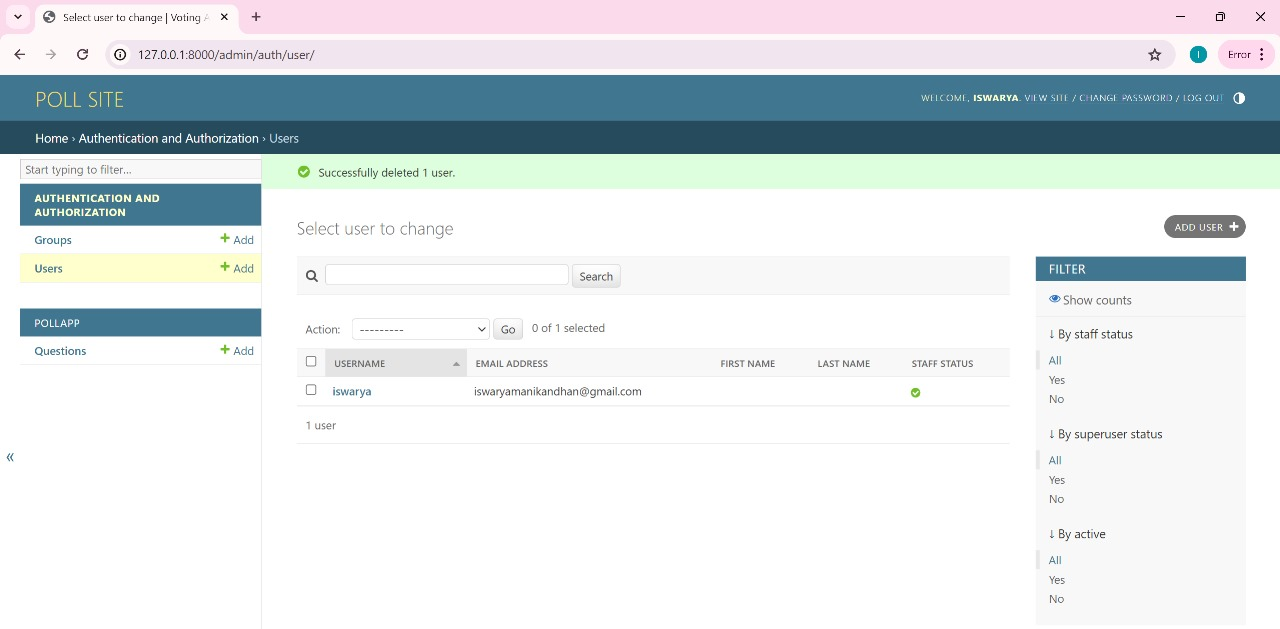 Select user to change | Voting A
127.0.0.1:8000/admin/auth/user/
I
Error
POLL SITE
WELCOME, ISWARYA. VIEW SITE / CHANGE PASSWORD / LOG OUT
Home › Authentication and Authorization › Users
Start typing to filter...
AUTHENTICATION AND
AUTHORIZATION
Groups + Add
Users + Add
POLLAPP
Questions + Add
«
Successfully deleted 1 user.
Select user to change
ADD USER +
Search
Action: --------- Go 0 of 1 selected
USERNAME EMAIL ADDRESS FIRST NAME LAST NAME STAFF STATUS
iswarya iswaryamanikandhan@gmail.com
1 user
FILTER
Show counts
↓ By staff status
All
Yes
No
↓ By superuser status
All
Yes
No
↓ By active
All
Yes
No